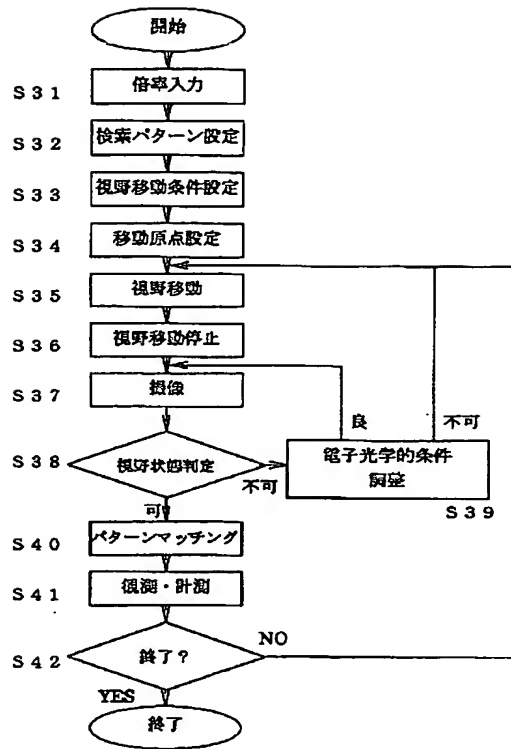 開始
S31
倍率入力
S32
検索パターン設定
S33
視野移動条件設定
S34
移動原点設定
S35
視野移動
S36
視野移動停止
S37
撮像
良
不可
S38
視野状態判定
不可
電子光学的条件
調整
S39
可
S40
パターンマッチング
S41
観測・計測
S42
終了?
NO
YES
終了